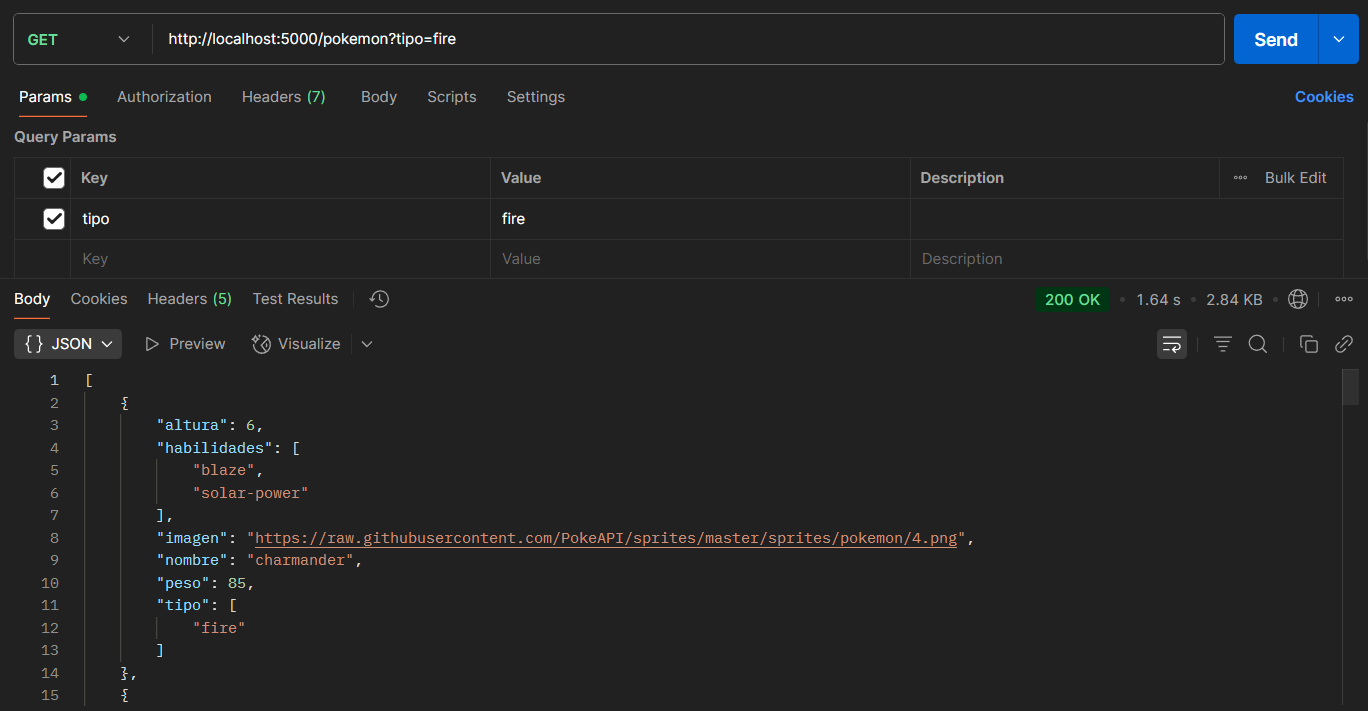 GET http://localhost:5000/pokemon?tipo=fire Send
Params Authorization Headers (7) Body Scripts Settings Cookies
Query Params
Key Value Description Bulk Edit
tipo fire
Key Value Description
Body Cookies Headers (5) Test Results 200 OK • 1.64 s • 2.84 KB •
{} JSON Preview Visualize
1 [
2 {
3 "altura": 6,
4 "habilidades": [
5 "blaze",
6 "solar-power"
7 ],
8 "imagen": "https://raw.githubusercontent.com/PokeAPI/sprites/master/sprites/pokemon/4.png",
9 "nombre": "charmander",
10 "peso": 85,
11 "tipo": [
12 "fire"
13 ]
14 },
15 {